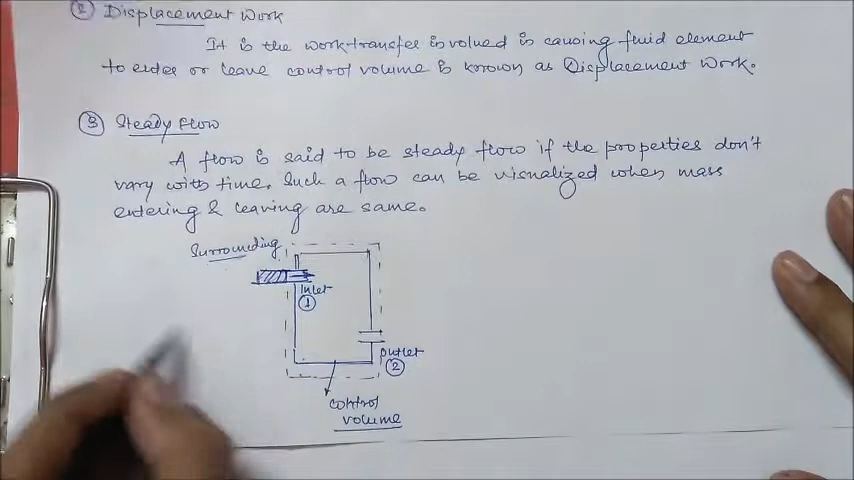 ② Displacement Work
It is the work transfer involved is causing fluid element
to enter or leave control volume is known as Displacement Work.
③ Steady Flow
A flow is said to be steady flow if the properties don't
vary with time. Such a flow can be visualized when mass
entering & leaving are same.
Surrounding
Inlet
①
Outlet
②
control
volume